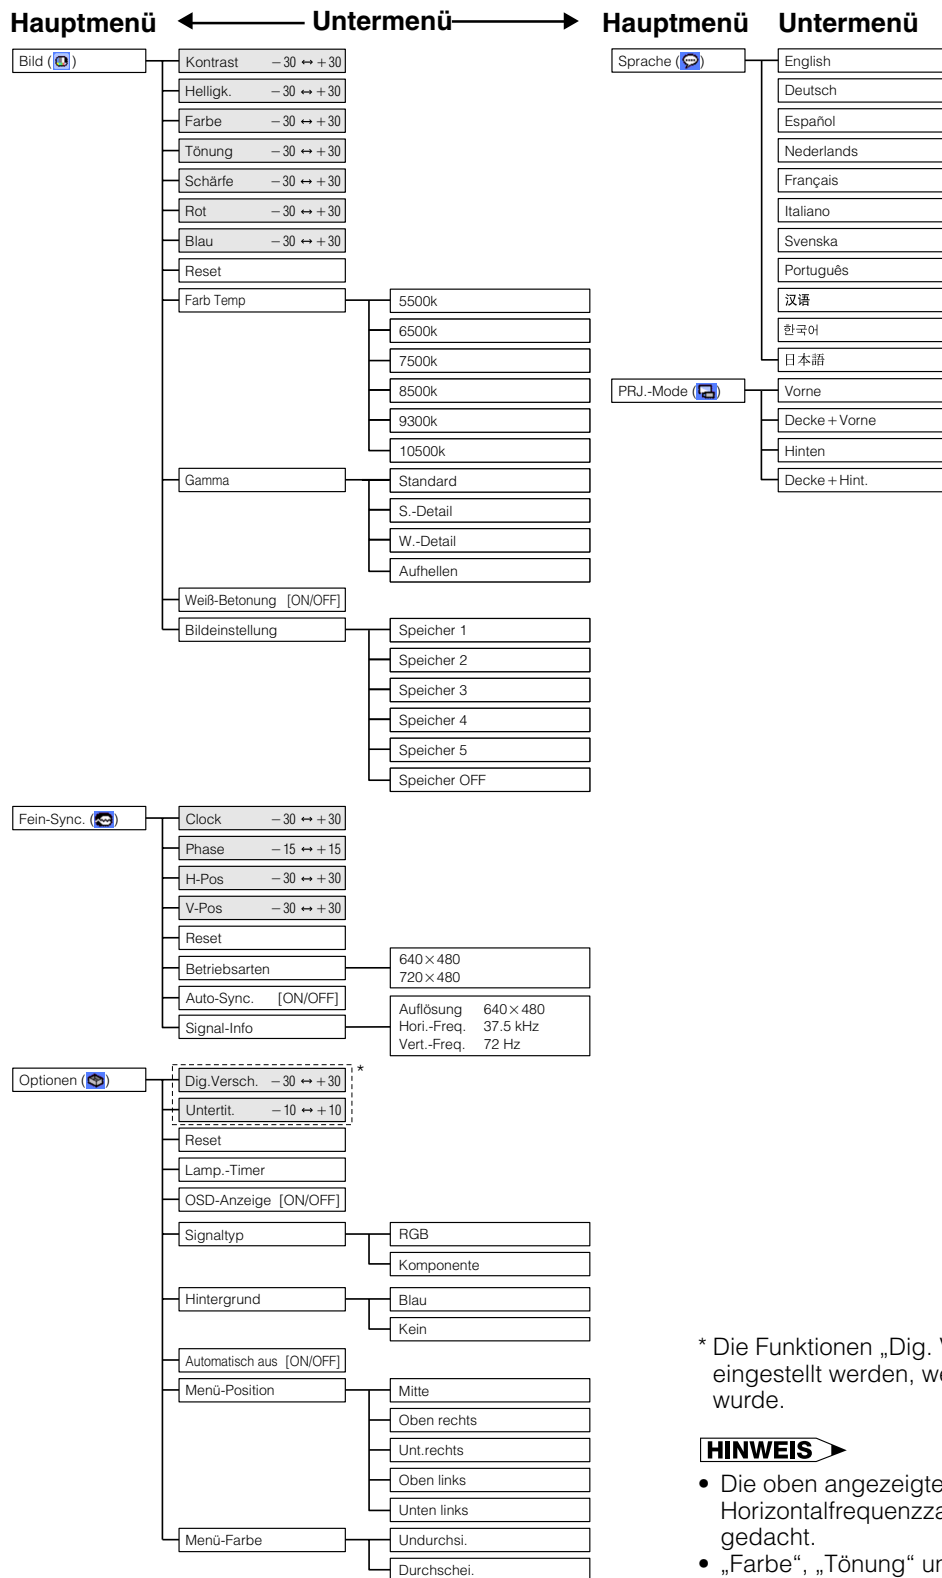 Hauptmenü Untermenü Hauptmenü Untermenü
Bild ( )
Kontrast −30 ↔ +30
Helligk. −30 ↔ +30
Farbe −30 ↔ +30
Tönung −30 ↔ +30
Schärfe −30 ↔ +30
Rot −30 ↔ +30
Blau −30 ↔ +30
Reset
Farb Temp
5500k
6500k
7500k
8500k
9300k
10500k
Gamma
Standard
S.-Detail
W.-Detail
Aufhellen
Weiß-Betonung [ON/OFF]
Bildeinstellung
Speicher 1
Speicher 2
Speicher 3
Speicher 4
Speicher 5
Speicher OFF
Fein-Sync. ( )
Clock −30 ↔ +30
Phase −15 ↔ +15
H-Pos −30 ↔ +30
V-Pos −30 ↔ +30
Reset
Betriebsarten
640×480
720×480
Auto-Sync. [ON/OFF]
Signal-Info
Auflösung 640×480
Hori.-Freq. 37.5 kHz
Vert.-Freq. 72 Hz
Optionen ( )
Dig.Versch. −30 ↔ +30 *
Untertit. −10 ↔ +10
Reset
Lamp.-Timer
OSD-Anzeige [ON/OFF]
Signaltyp
RGB
Komponente
Hintergrund
Blau
Kein
Automatisch aus [ON/OFF]
Menü-Position
Mitte
Oben rechts
Unt.rechts
Oben links
Unten links
Menü-Farbe
Undurchsi.
Durchschei.
Sprache ( )
English
Deutsch
Español
Nederlands
Français
Italiano
Svenska
Português
汉语
한국어
日本語
PRJ.-Mode ( )
Vorne
Decke+Vorne
Hinten
Decke+Hint.
* Die Funktionen „Dig.
eingestellt werden,
wurde.
HINWEIS
• Die oben
gedacht.
• „Farbe“, „Tönung“